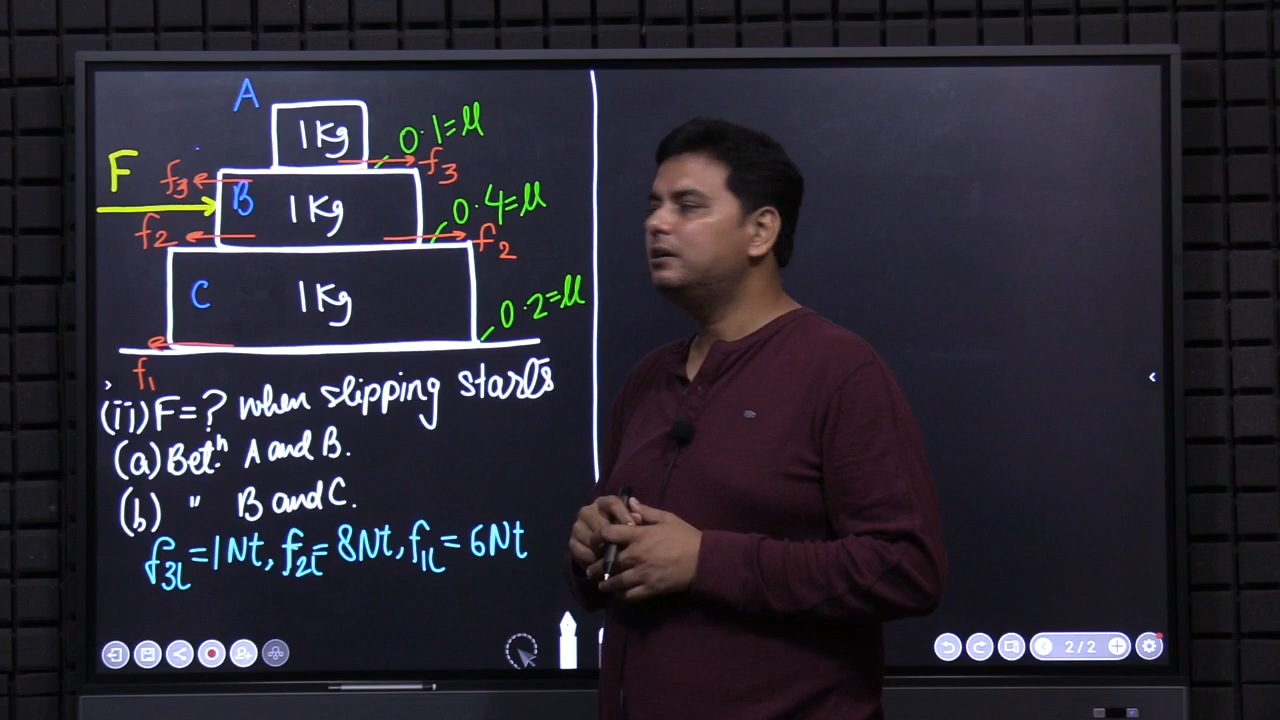 A
1Kg
0.1=μ
F
f3
f3
B
1Kg
0.4=μ
f2
f2
C
1Kg
0.2=μ
f1
(ii) F=? when slipping starts
(a) Bet.n A and B.
(b) " B and C.
f3l=1Nt, f2l=8Nt, f1l=6Nt
2/2